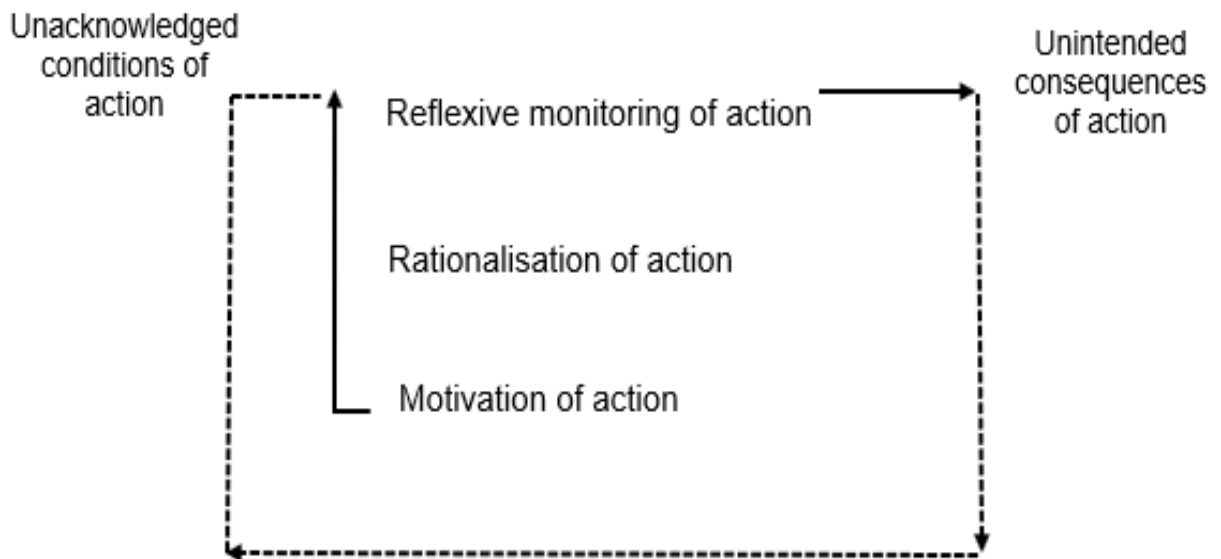 Unacknowledged
conditions of
action
Reflexive monitoring of action
Unintended
consequences
of action
Rationalisation of action
Motivation of action